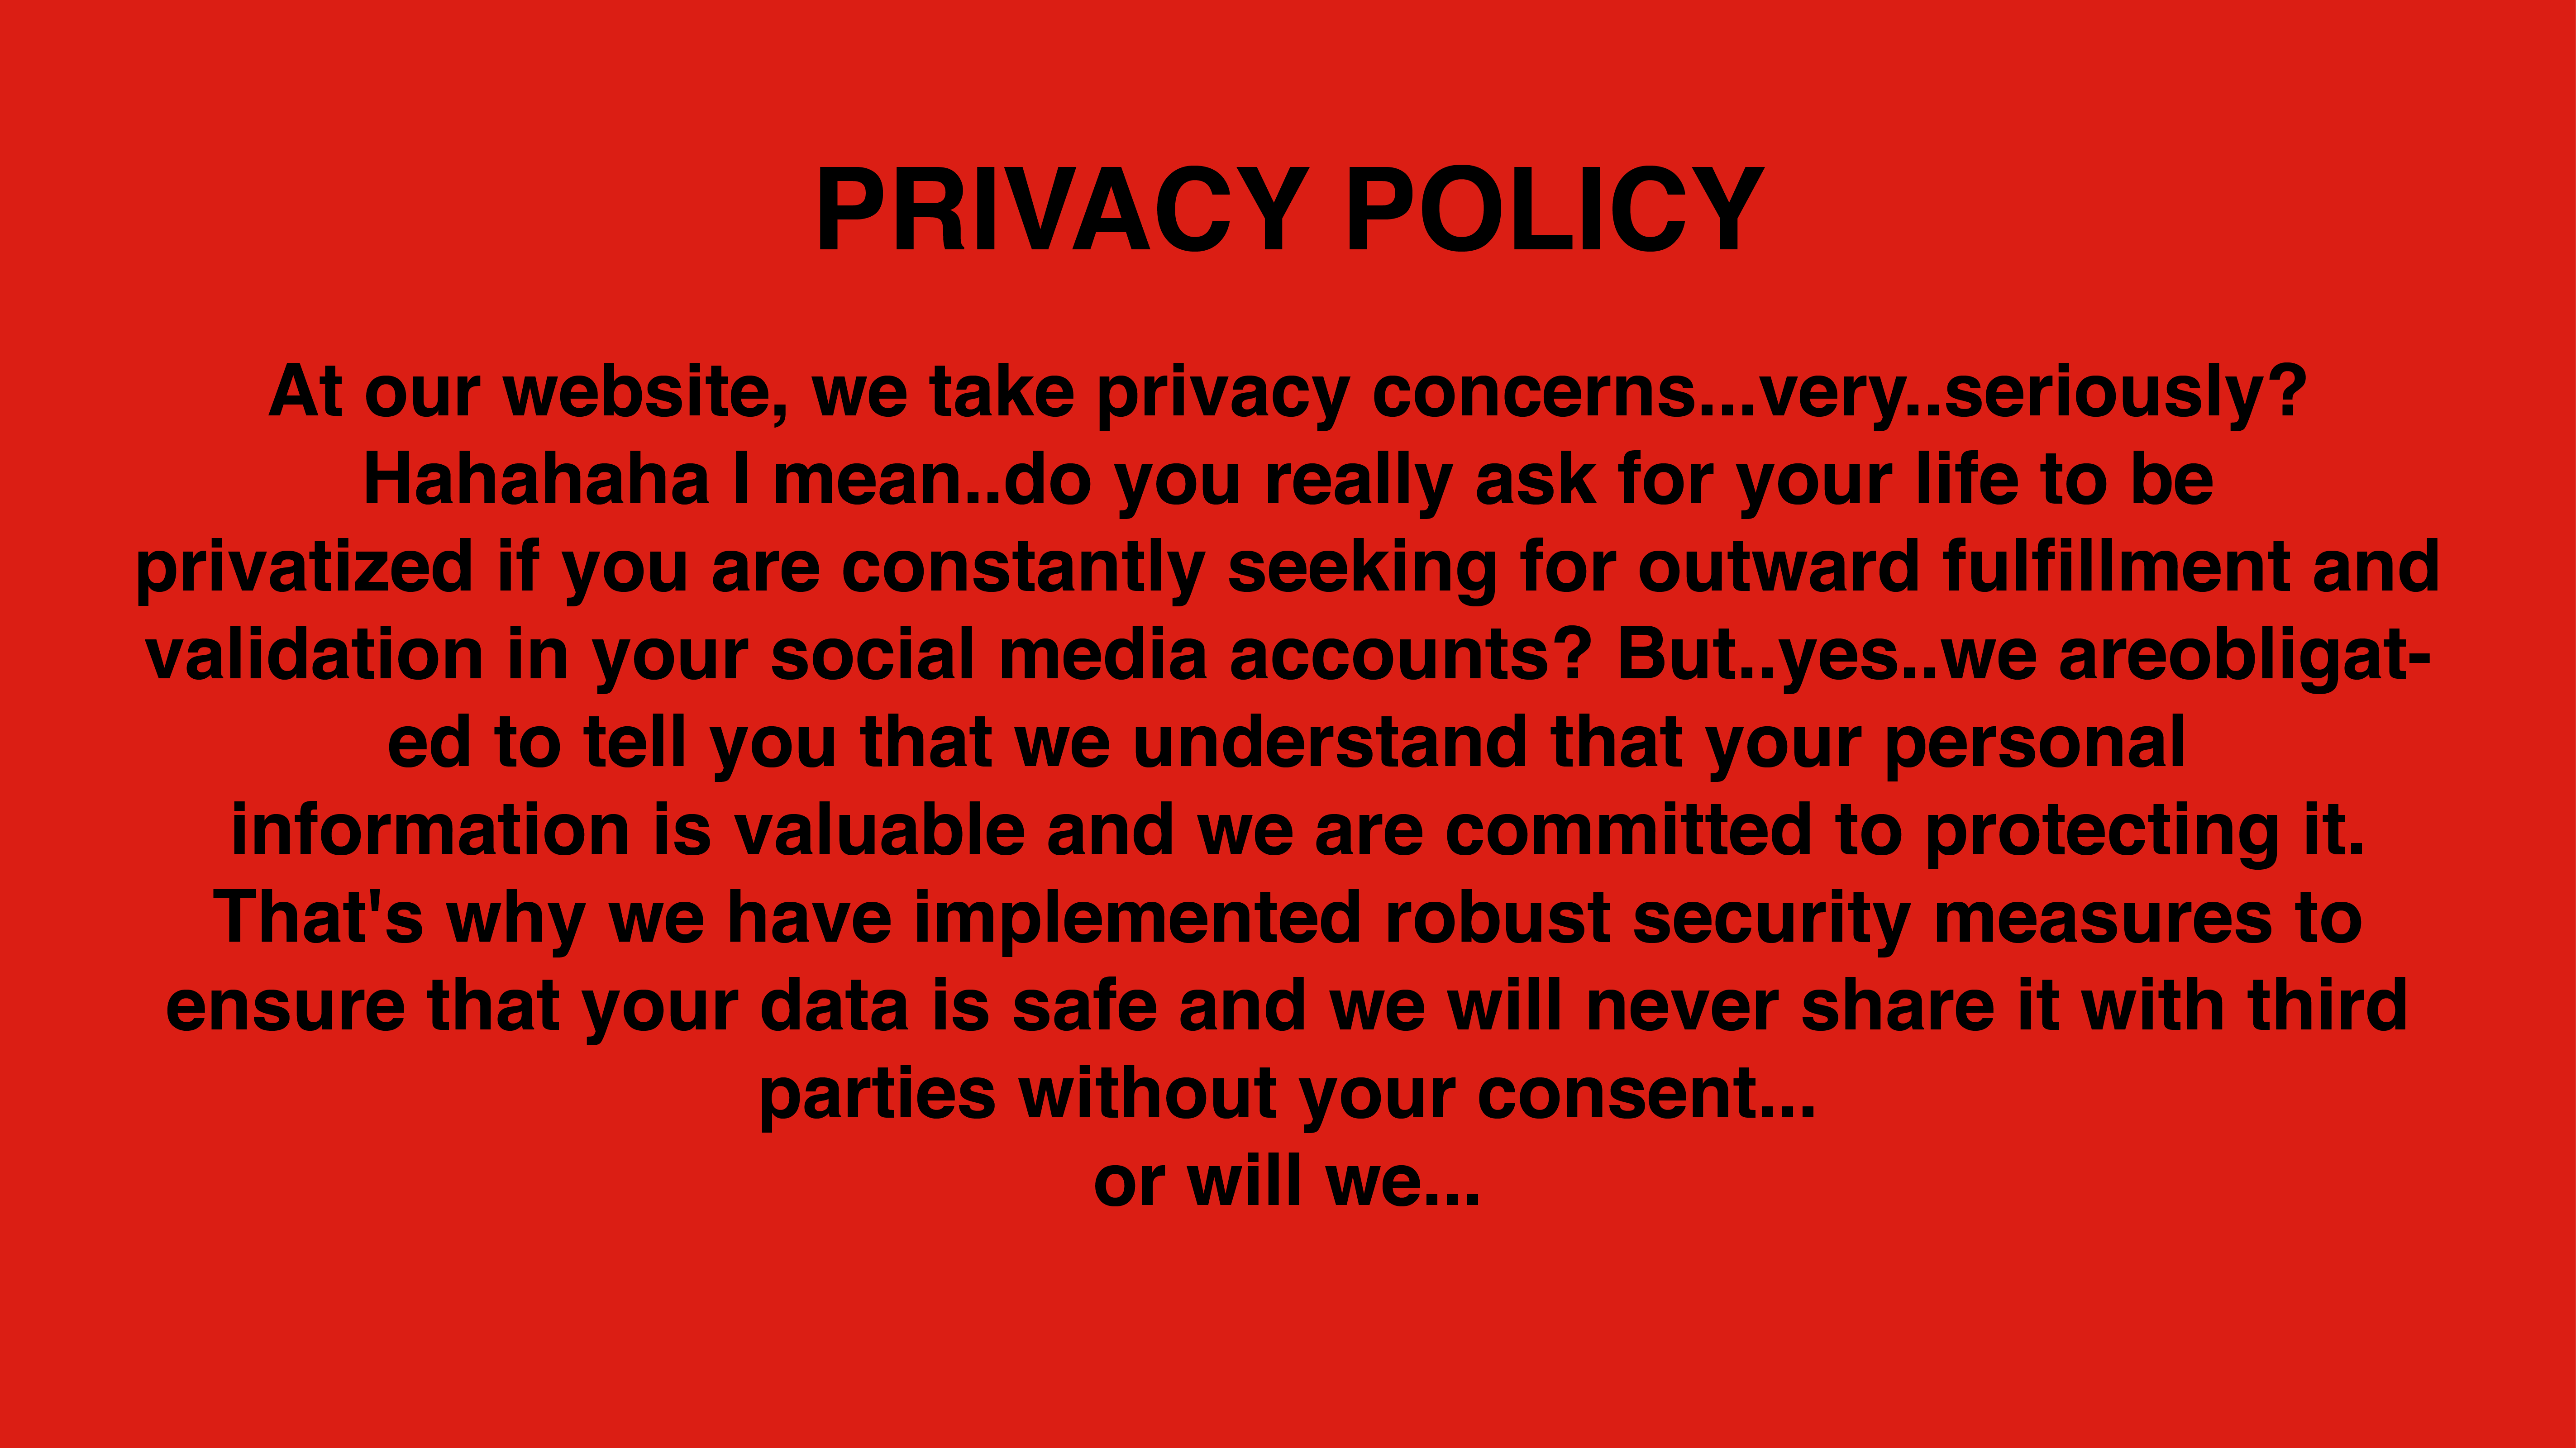 PRIVACY POLICY
At our website, we take privacy concerns...very..seriously?
Hahahaha I mean..do you really ask for your life to be
privatized if you are constantly seeking for outward fulfillment and
validation in your social media accounts? But..yes..we areobligat-
ed to tell you that we understand that your personal
information is valuable and we are committed to protecting it.
That's why we have implemented robust security measures to
ensure that your data is safe and we will never share it with third
parties without your consent...
or will we...